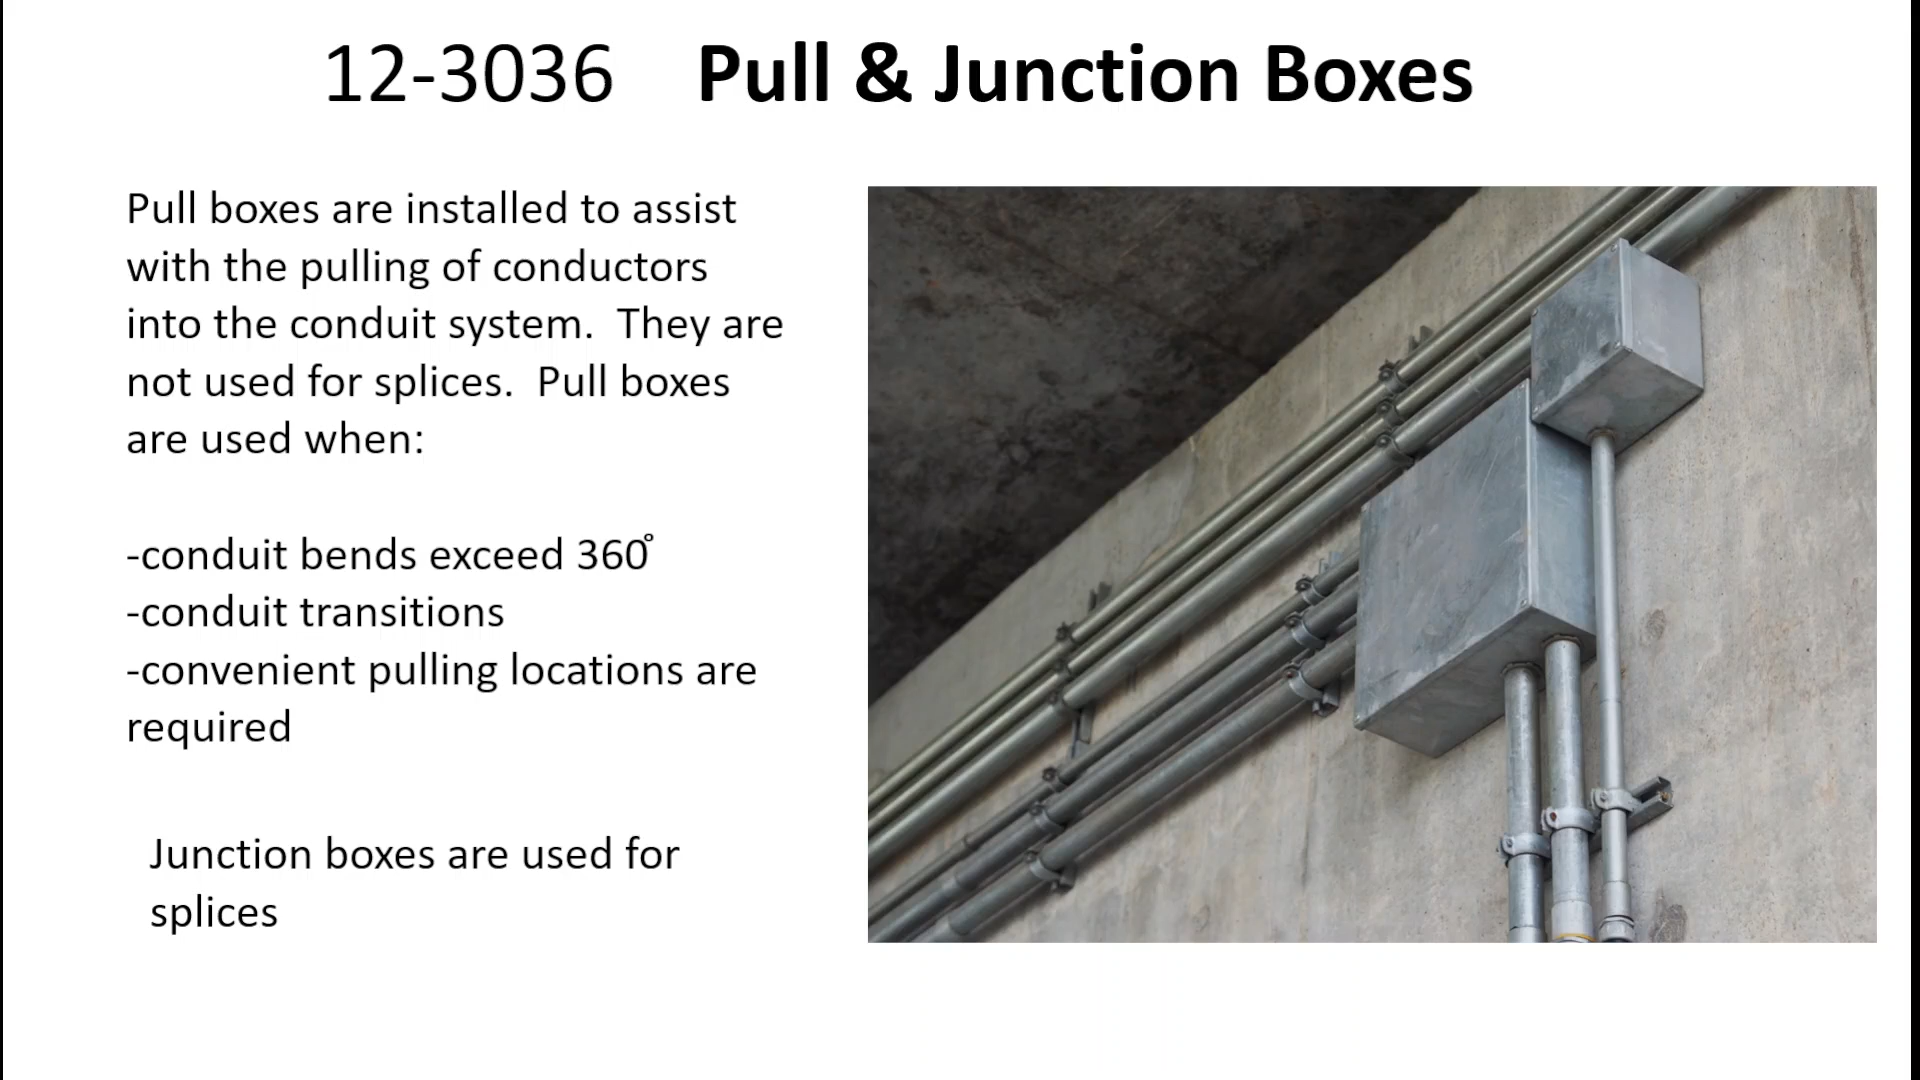 12-3036 Pull & Junction Boxes
Pull boxes are installed to assist
with the pulling of conductors
into the conduit system. They are
not used for splices. Pull boxes
are used when:
-conduit bends exceed 360°
-conduit transitions
-convenient pulling locations are
required
Junction boxes are used for
splices